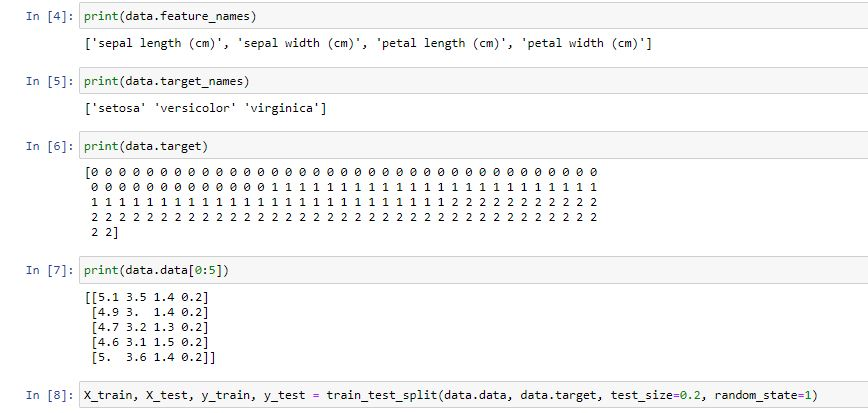 In [4]: print(data.feature_names)
['sepal length (cm)', 'sepal width (cm)', 'petal length (cm)', 'petal width (cm)']
In [5]: print(data.target_names)
['setosa' 'versicolor' 'virginica']
In [6]: print(data.target)
[0 0 0 0 0 0 0 0 0 0 0 0 0 0 0 0 0 0 0 0 0 0 0 0 0 0 0 0 0 0 0 0 0 0 0 0 0
0 0 0 0 0 0 0 0 0 0 0 0 0 1 1 1 1 1 1 1 1 1 1 1 1 1 1 1 1 1 1 1 1 1 1 1 1
1 1 1 1 1 1 1 1 1 1 1 1 1 1 1 1 1 1 1 1 1 1 1 1 1 1 2 2 2 2 2 2 2 2 2 2 2
2 2 2 2 2 2 2 2 2 2 2 2 2 2 2 2 2 2 2 2 2 2 2 2 2 2 2 2 2 2 2 2 2 2 2 2 2
2 2]
In [7]: print(data.data[0:5])
[[5.1 3.5 1.4 0.2]
[4.9 3.  1.4 0.2]
[4.7 3.2 1.3 0.2]
[4.6 3.1 1.5 0.2]
[5.  3.6 1.4 0.2]]
In [8]: X_train, X_test, y_train, y_test = train_test_split(data.data, data.target, test_size=0.2, random_state=1)